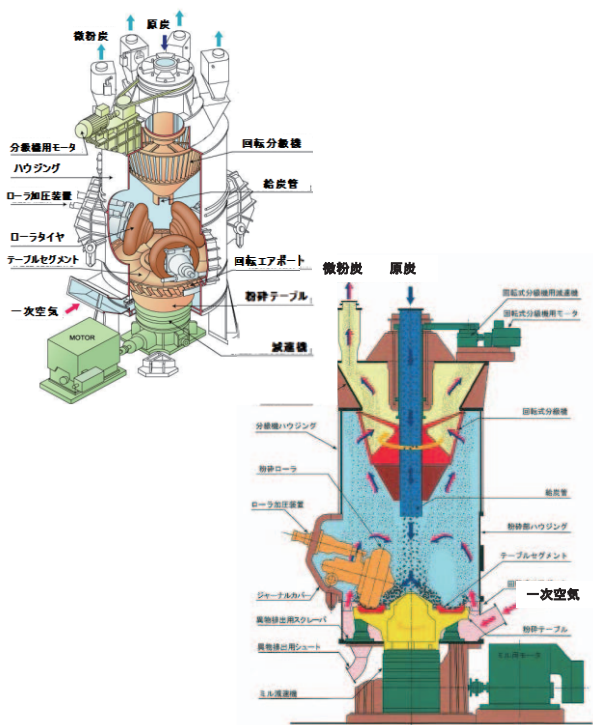 微粉炭
原炭
分級機用モータ
ハウジング
ローラ加圧装置
ローラタイヤ
テーブルセグメント
一次空気
MOTOR
回転分級機
給炭管
回転エアポート
粉砕テーブル
減速機
微粉炭
原炭
回転式分級機用減速機
回転式分級機用モータ
分級機ハウジング
粉砕ローラ
ローラ加圧装置
ジャーナルカバー
異物排出用スクレーパ
異物排出用シュート
ミル減速機
回転式分級機
給炭管
粉砕部ハウジング
テーブルセグメント
一次空気
粉砕テーブル
ミル用モータ